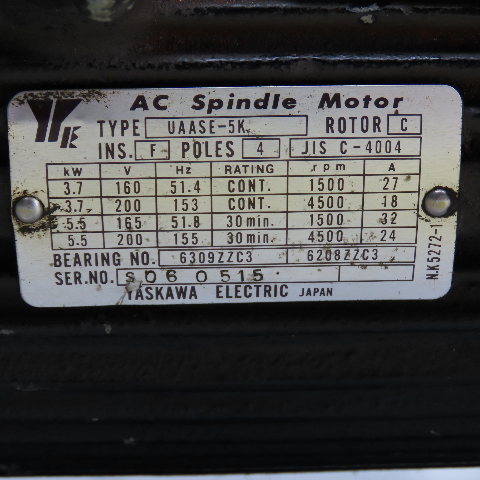 AC Spindle Motor
TYPE UAASE-5K ROTOR C
INS. F POLES 4 JIS C-4004
kW V Hz RATING rpm A
3.7 160 51.4 CONT. 1500 27
3.7 200 153 CONT. 4500 18
5.5 165 51.8 30min. 1500 32
5.5 200 155 30min. 4500 24
BEARING NO. 6309ZZC3 6208ZZC3
SER.NO. S060515
YASKAWA ELECTRIC JAPAN
N.K5272-1